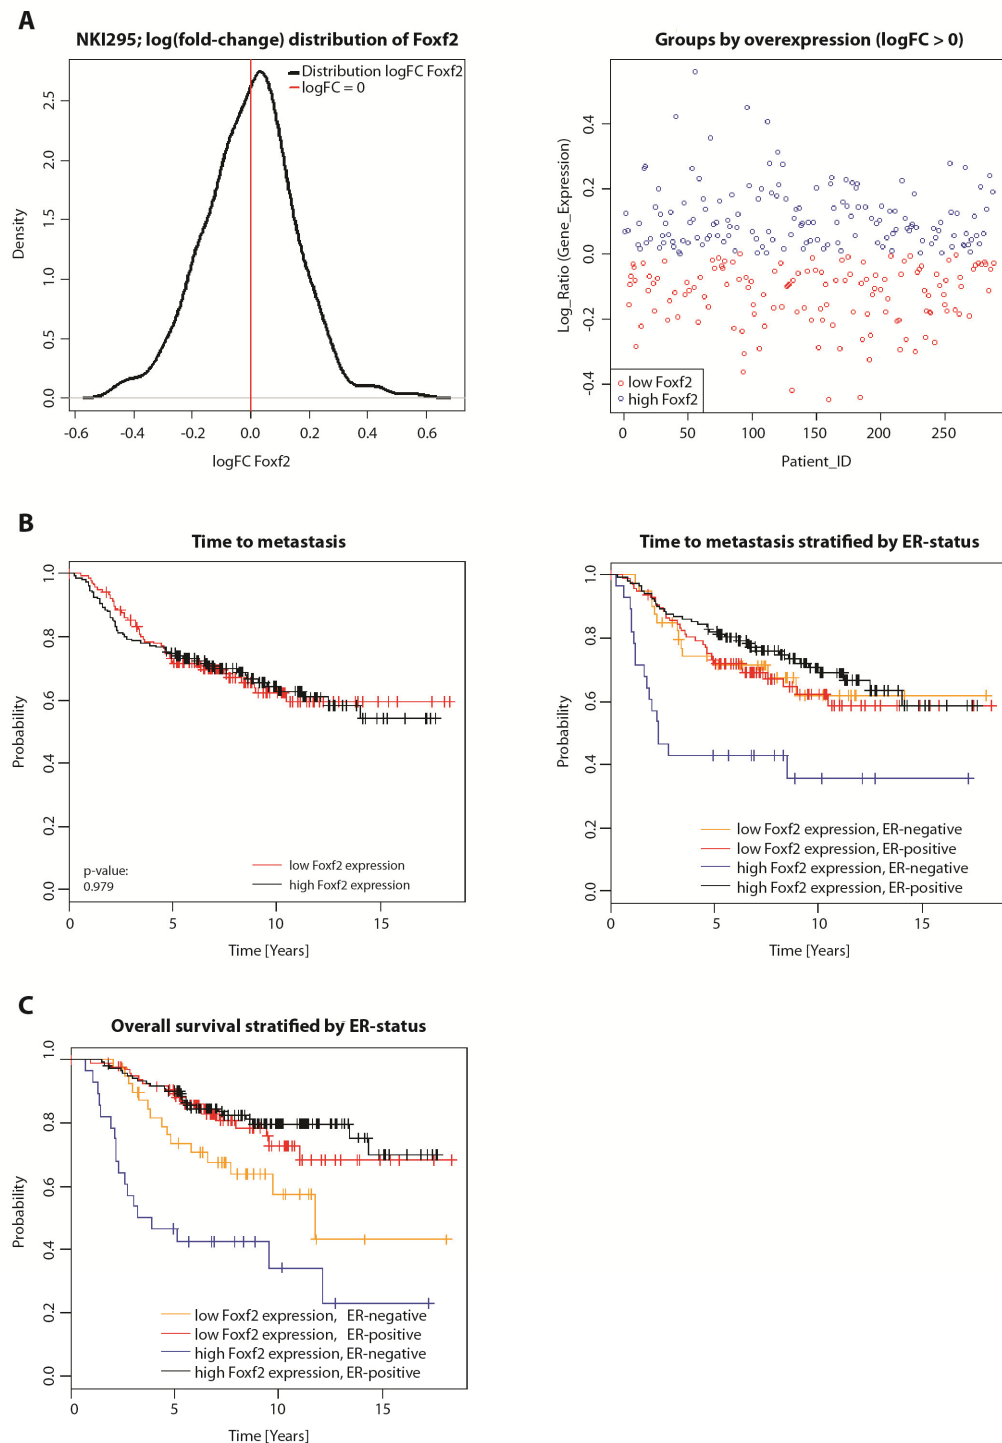 A
NKI295; log(fold-change) distribution of Foxf2
Distribution logFC Foxf2
logFC = 0
Density
0.0 0.5 1.0 1.5 2.0 2.5
-0.6 -0.4 -0.2 0.0 0.2 0.4 0.6
logFC Foxf2
Groups by overexpression (logFC > 0)
Log_Ratio (Gene_Expression)
-0.4 -0.2 0.0 0.2 0.4
low Foxf2
high Foxf2
0 50 100 150 200 250
Patient_ID
B
Time to metastasis
Probability
0.0 0.2 0.4 0.6 0.8 1.0
p-value:
0.979
low Foxf2 expression
high Foxf2 expression
0 5 10 15
Time [Years]
Time to metastasis stratified by ER-status
Probability
0.0 0.2 0.4 0.6 0.8 1.0
low Foxf2 expression, ER-negative
low Foxf2 expression, ER-positive
high Foxf2 expression, ER-negative
high Foxf2 expression, ER-positive
0 5 10 15
Time [Years]
C
Overall survival stratified by ER-status
Probability
0.0 0.2 0.4 0.6 0.8 1.0
low Foxf2 expression, ER-negative
low Foxf2 expression, ER-positive
high Foxf2 expression, ER-negative
high Foxf2 expression, ER-positive
0 5 10 15
Time [Years]